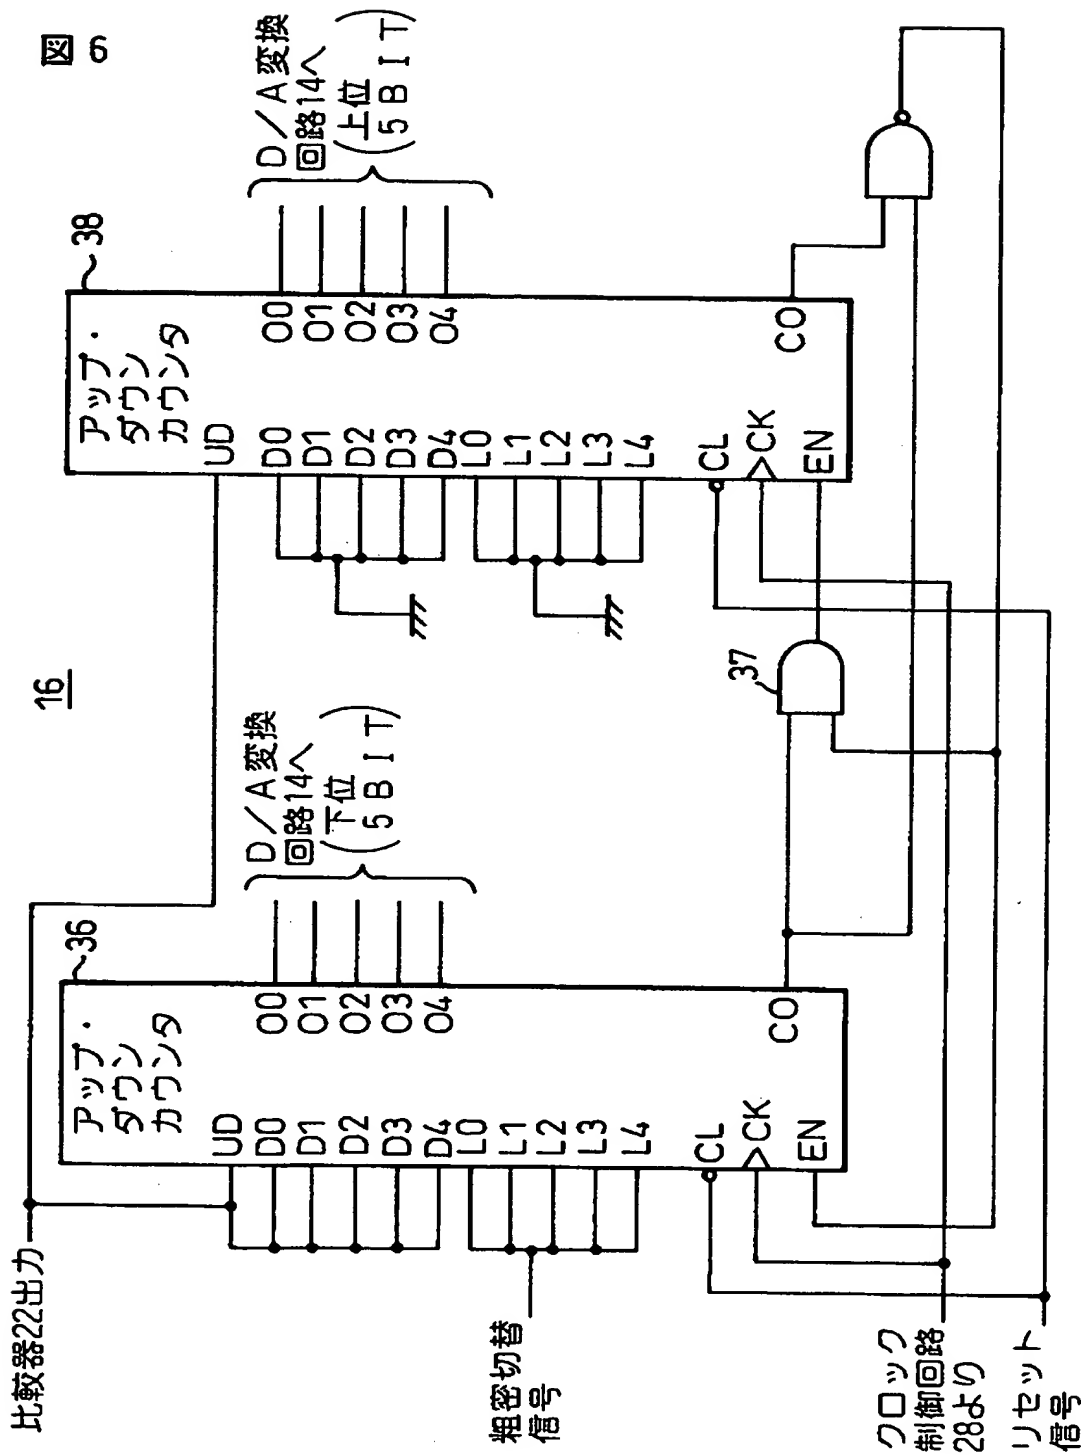 図 6
16
比較器22出力
36
アップ・
ダウン
カウンタ
UD
D0
D1
D2
D3
D4
L0
L1
L2
L3
L4
CL
CK
EN
O0
O1
O2
O3
O4
CO
D/A変換
回路14へ
(下位
5BIT)
粗密切替
信号
クロック
制御回路
28より
リセット
信号
37
38
アップ・
ダウン
カウンタ
UD
D0
D1
D2
D3
D4
L0
L1
L2
L3
L4
CL
CK
EN
O0
O1
O2
O3
O4
CO
D/A変換
回路14へ
(上位
5BIT)